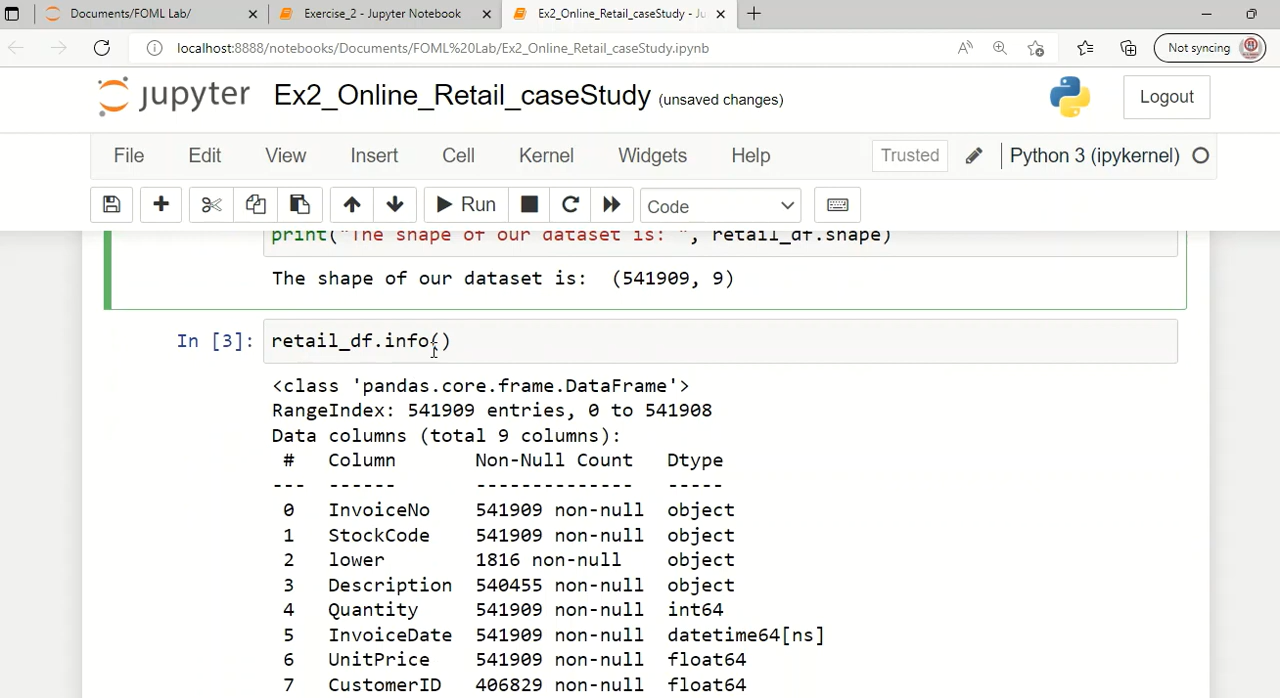 Documents/FOML Lab/
Exercise_2 - Jupyter Notebook
Ex2_Online_Retail_caseStudy - Ju
localhost:8888/notebooks/Documents/FOML%20Lab/Ex2_Online_Retail_caseStudy.ipynb
Not syncing
jupyter Ex2_Online_Retail_caseStudy (unsaved changes)
Logout
File Edit View Insert Cell Kernel Widgets Help
Trusted
Python 3 (ipykernel)
Run
Code
print("The shape of our dataset is: ", retail_df.shape)
The shape of our dataset is:  (541909, 9)
In [3]: retail_df.info()
<class 'pandas.core.frame.DataFrame'>
RangeIndex: 541909 entries, 0 to 541908
Data columns (total 9 columns):
#   Column   Non-Null Count   Dtype
---  ------  --------------  -----
0   InvoiceNo    541909 non-null  object
1   StockCode    541909 non-null  object
2   lower        1816 non-null    object
3   Description  540455 non-null  object
4   Quantity     541909 non-null  int64
5   InvoiceDate  541909 non-null  datetime64[ns]
6   UnitPrice    541909 non-null  float64
7   CustomerID   406829 non-null  float64